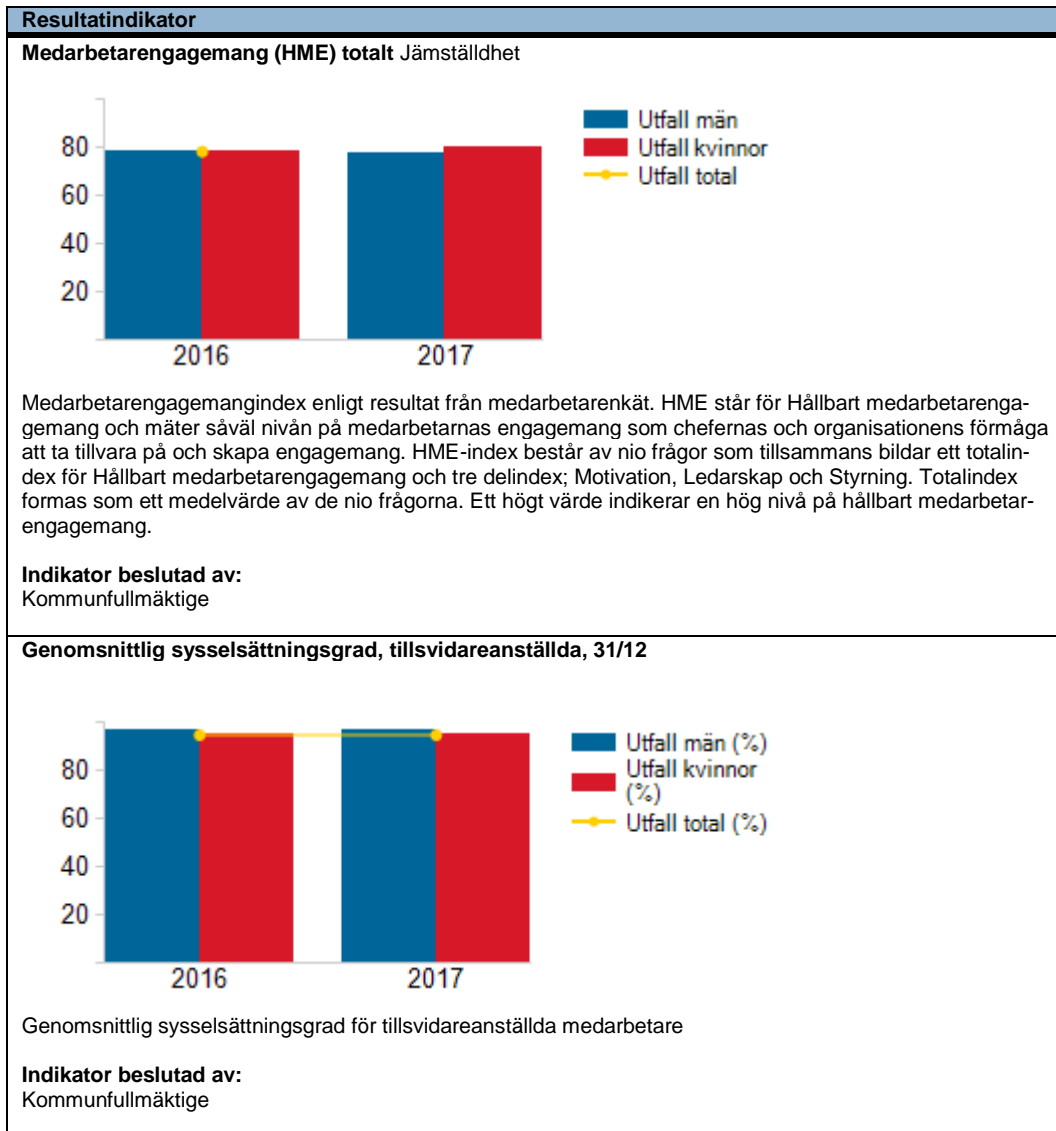 Resultatindikator
Medarbetarengagemang (HME) totalt Jämställdhet
80
60
40
20
2016
2017
Utfall män
Utfall kvinnor
Utfall total
Medarbetarengagemangindex enligt resultat från medarbetarenkät. HME står för Hållbart medarbetarenga-
gemang och mäter såväl nivån på medarbetarnas engagemang som chefernas och organisationens förmåga
att ta tillvara på och skapa engagemang. HME-index består av nio frågor som tillsammans bildar ett totalin-
dex för Hållbart medarbetarengagemang och tre delindex; Motivation, Ledarskap och Styrning. Totalindex
formas som ett medelvärde av de nio frågorna. Ett högt värde indikerar en hög nivå på hållbart medarbetar-
engagemang.
Indikator beslutad av:
Kommunfullmäktige
Genomsnittlig sysselsättningsgrad, tillsvidareanställda, 31/12
80
60
40
20
2016
2017
Utfall män (%)
Utfall kvinnor
(%)
Utfall total (%)
Genomsnittlig sysselsättningsgrad för tillsvidareanställda medarbetare
Indikator beslutad av:
Kommunfullmäktige